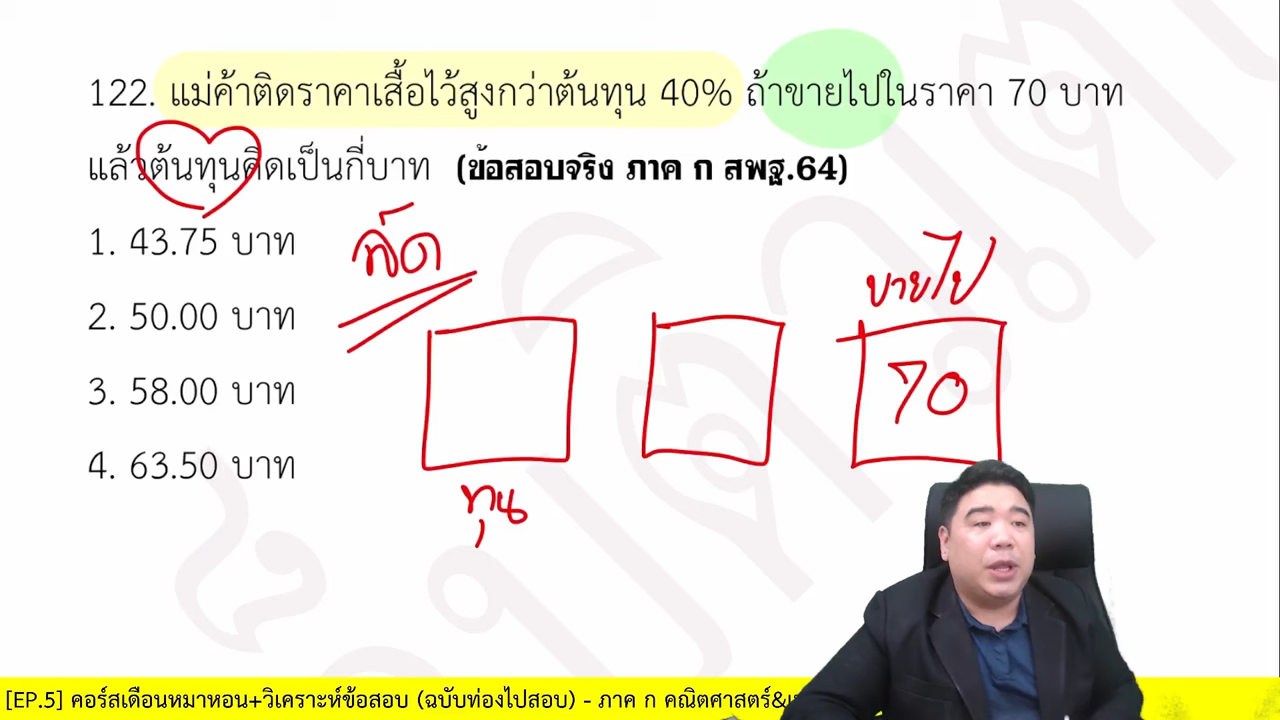 122. แม่ค้าติดราคาเสื้อไว้สูงกว่าต้นทุน 40% ถ้าขายไปในราคา 70 บาท
แล้วต้นทุนคิดเป็นกี่บาท (ข้อสอบจริง ภาค ก สพฐ.64)
1. 43.75 บาท
2. 50.00 บาท
3. 58.00 บาท
4. 63.50 บาท
ขายไป
70
ทุน
[EP.5] คอร์สเดือนหมาหอน+วิเคราะห์ข้อสอบ (ฉบับท่องไปสอบ) - ภาค ก คณิตศาสตร์&